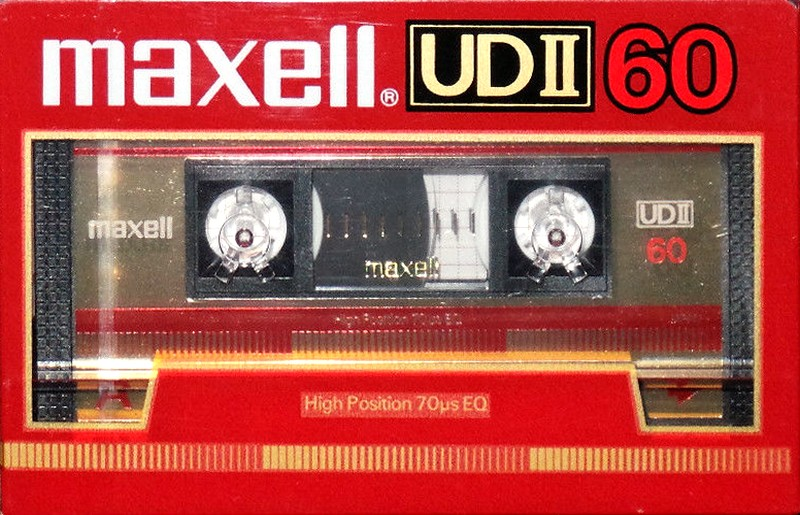 maxell® UDII 60
maxell UDII
60
maxell
High Position 70µs EQ
A
High Position 70µs EQ